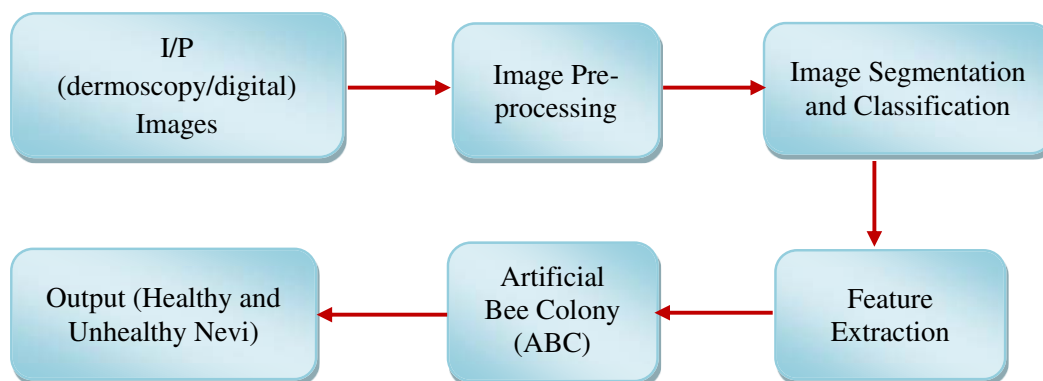 I/P
(dermoscopy/digital)
Images
Image Pre-
processing
Image Segmentation
and Classification
Feature
Extraction
Artificial
Bee Colony
(ABC)
Output (Healthy and
Unhealthy Nevi)